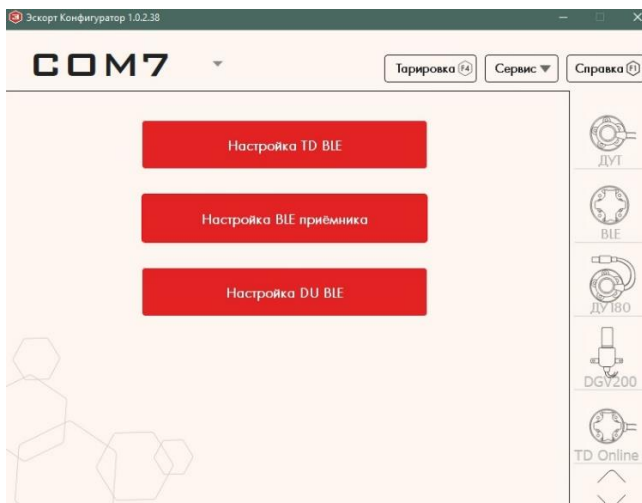 Эскорт Конфигуратор 1.0.2.38
COM7
Тарировка F4
Сервис
Справка F1
Настройка TD BLE
Настройка BLE приёмника
Настройка DU BLE
ДУТ
BLE
ДУ180
DGV200
TD Online